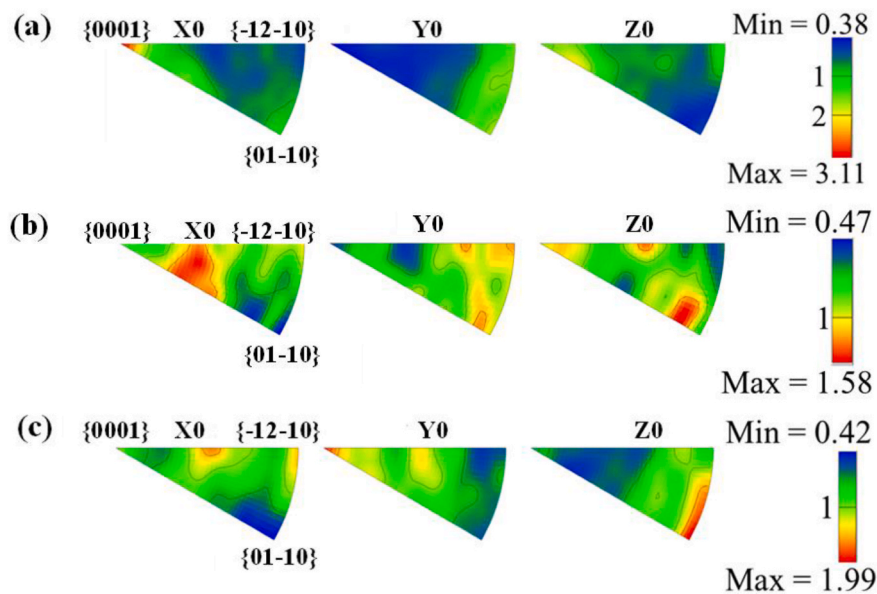 (a) {0001} X0 {-12-10} Y0 Z0 Min = 0.38
1
2
{01-10}
Max = 3.11
(b) {0001} X0 {-12-10} Y0 Z0 Min = 0.47
1
{01-10}
Max = 1.58
(c) {0001} X0 {-12-10} Y0 Z0 Min = 0.42
1
{01-10}
Max = 1.99